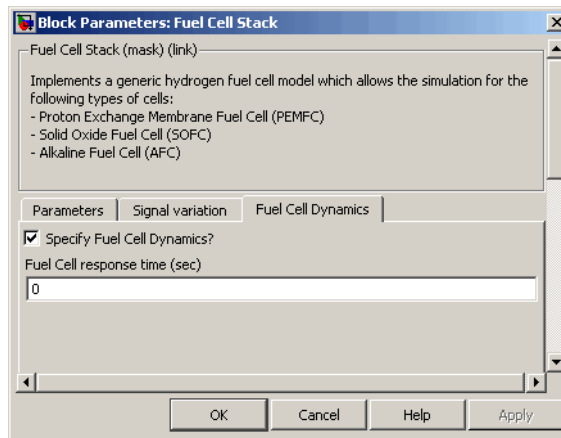 Block Parameters: Fuel Cell Stack
Fuel Cell Stack (mask) (link)
Implements a generic hydrogen fuel cell model which allows the simulation for the
following types of cells:
- Proton Exchange Membrane Fuel Cell (PEMFC)
- Solid Oxide Fuel Cell (SOFC)
- Alkaline Fuel Cell (AFC)
Parameters Signal variation Fuel Cell Dynamics
Specify Fuel Cell Dynamics?
Fuel Cell response time (sec)
0
OK Cancel Help Apply